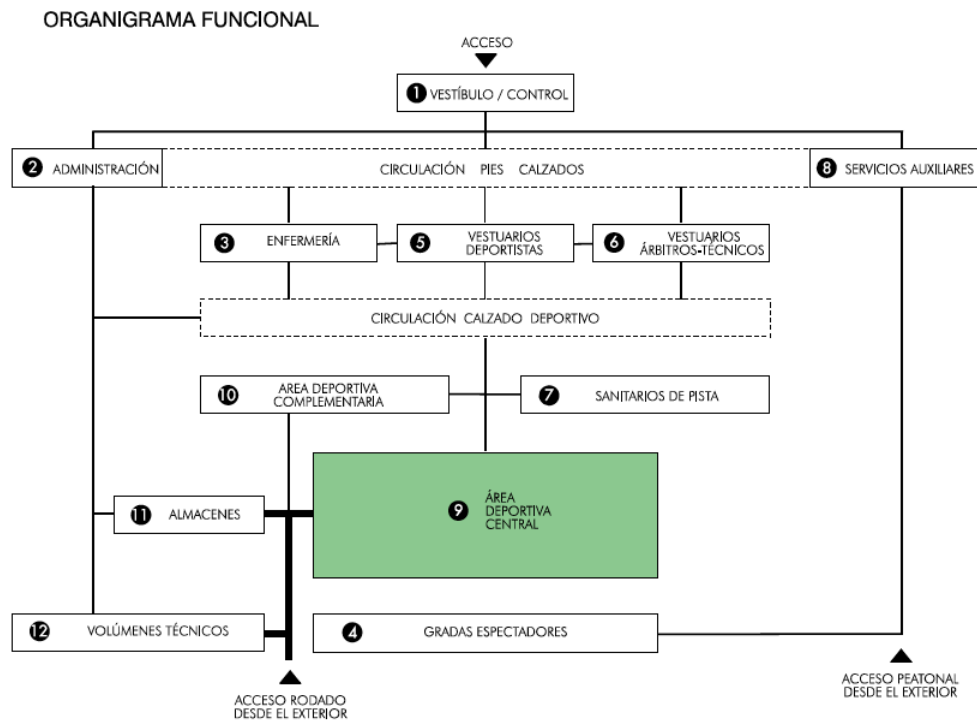 ORGANIGRAMA FUNCIONAL
ACCESO
1 VESTÍBULO / CONTROL
2 ADMINISTRACIÓN
CIRCULACIÓN PIES CALZADOS
8 SERVICIOS AUXILIARES
3 ENFERMERÍA
5 VESTUARIOS
DEPORTISTAS
6 VESTUARIOS
ÁRBITROS-TÉCNICOS
CIRCULACIÓN CALZADO DEPORTIVO
10 AREA DEPORTIVA
COMPLEMENTARIA
7 SANITARIOS DE PISTA
9 ÁREA
DEPORTIVA
CENTRAL
11 ALMACENES
12 VOLÚMENES TÉCNICOS
4 GRADAS ESPECTADORES
ACCESO RODADO
DESDE EL EXTERIOR
ACCESO PEATONAL
DESDE EL EXTERIOR